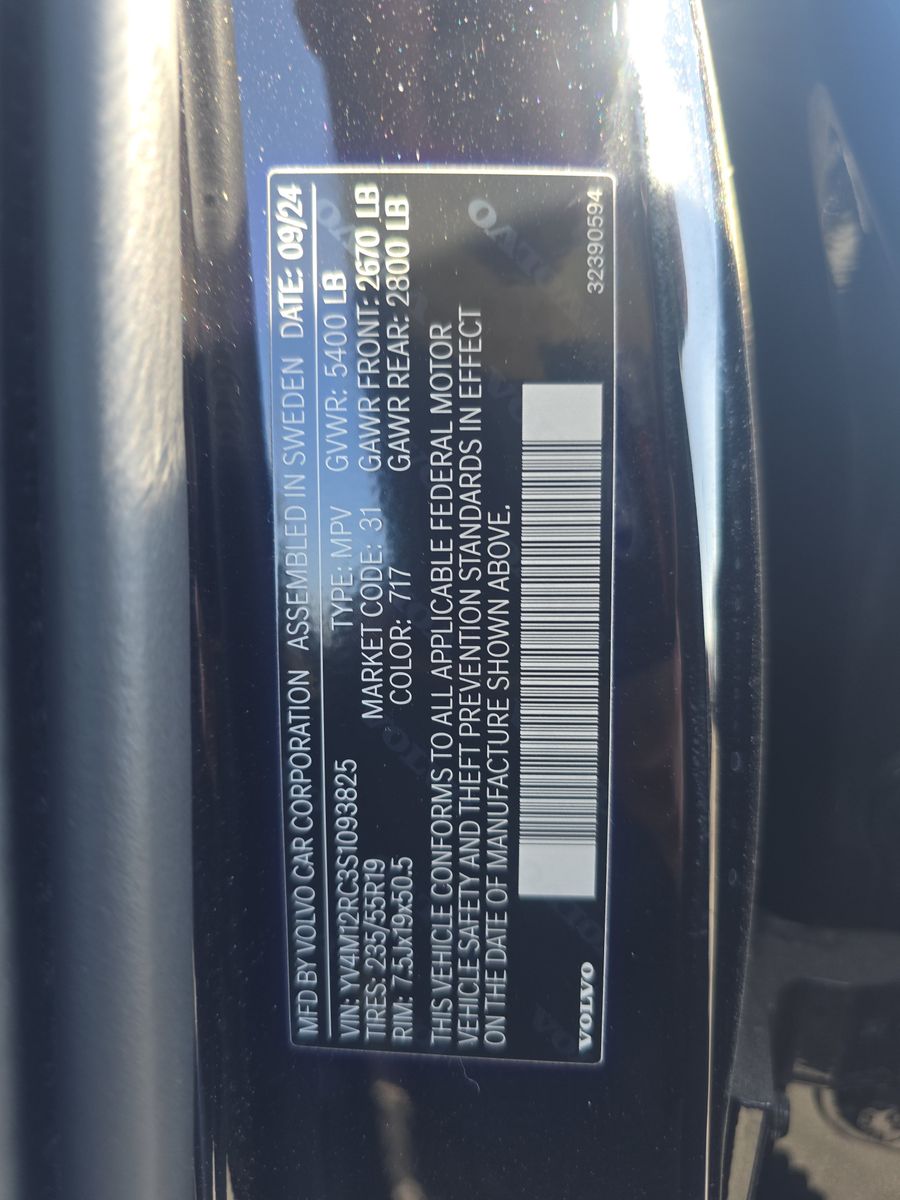 MFD BY VOLVO CAR CORPORATION ASSEMBLED IN SWEDEN DATE: 09/24
VIN: YV4M12RC3S1093825 TYPE: MPV GVWR: 5400 LB
TIRES: 235/55R19 MARKET CODE: 31 GAWR FRONT: 2670 LB
RIM: 7.5Jx19x50.5 COLOR: 717 GAWR REAR: 2800 LB
THIS VEHICLE CONFORMS TO ALL APPLICABLE FEDERAL MOTOR
VEHICLE SAFETY AND THEFT PREVENTION STANDARDS IN EFFECT
ON THE DATE OF MANUFACTURE SHOWN ABOVE.
VOLVO 32390594